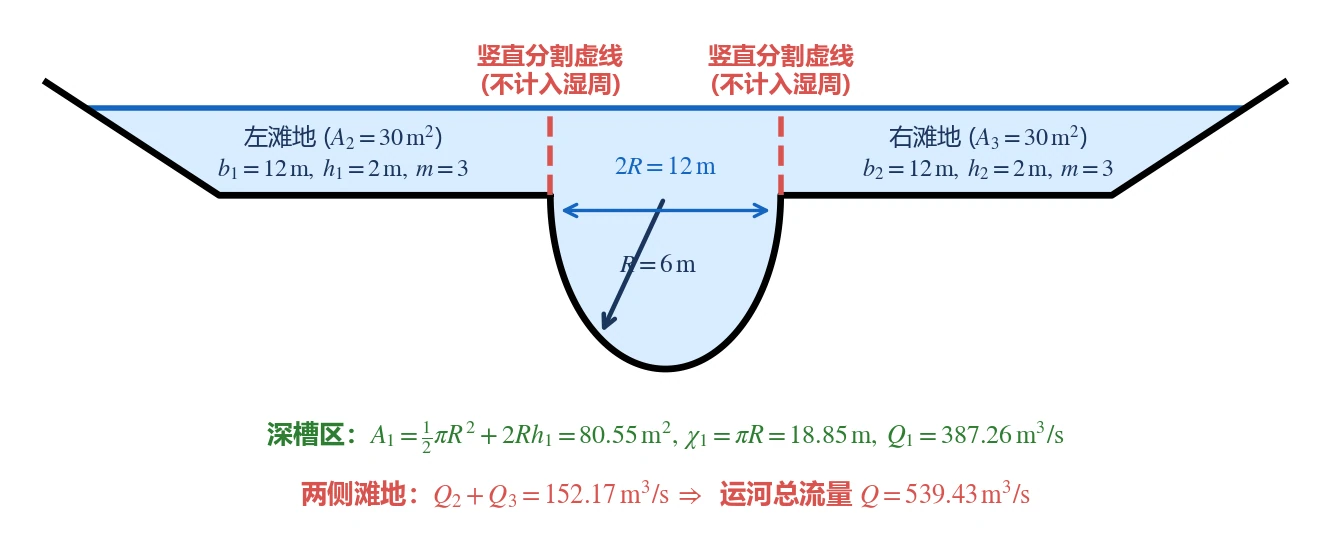 竖直分割虚线
(不计入湿周)
竖直分割虚线
(不计入湿周)
左滩地 (A₂ = 30 m²)
b₁ = 12 m, h₁ = 2 m, m = 3
2R = 12 m
右滩地 (A₃ = 30 m²)
b₂ = 12 m, h₂ = 2 m, m = 3
R = 6 m
深槽区：A₁ = ½πR² + 2Rh₁ = 80.55 m², χ₁ = πR = 18.85 m, Q₁ = 387.26 m³/s
两侧滩地：Q₂ + Q₃ = 152.17 m³/s ⇒ 运河总流量 Q = 539.43 m³/s